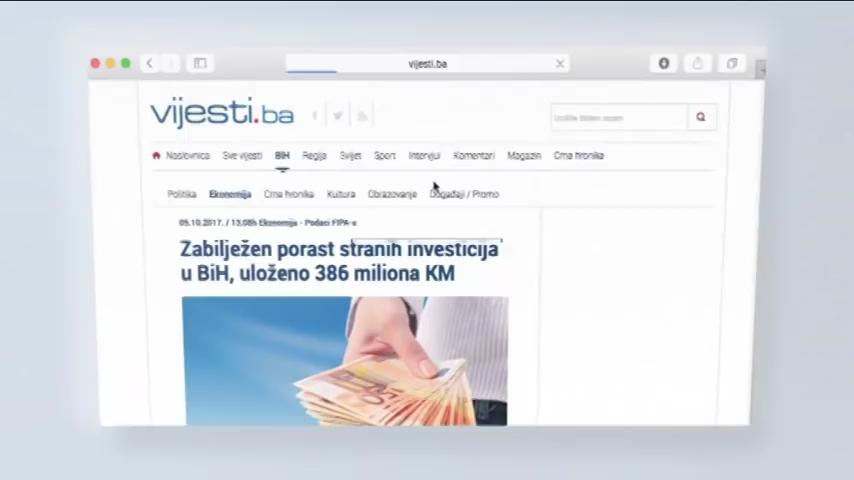 vijesti.ba
vijesti.ba
Naslovnica Sve vijesti BiH Regija Svijet Sport Intervjui Komentari Magazin Crna hronika
Politika Ekonomija Crna hronika Kultura Obrazovanje Događaji / Promo
05.10.2017. / 13:08h Ekonomija - Podaci FIPA-e
Zabilježen porast stranih investicija
u BiH, uloženo 386 miliona KM